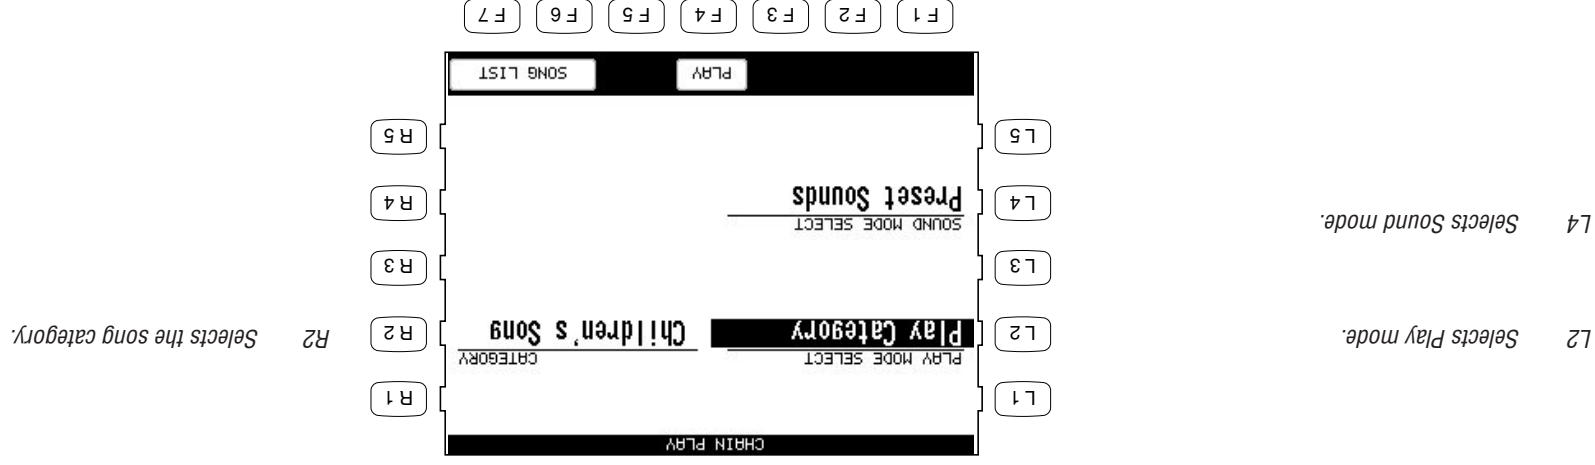 CHAIN PLAY
L1
R1
PLAY MODE SELECT
CATEGORY
L2 Selects Play mode.
L2
Play Category
Children's Song
R2
R2 Selects the song category.
L3
R3
SOUND MODE SELECT
L4 Selects Sound mode.
L4
Preset Sounds
R4
L5
R5
PLAY
SONG LIST
F1
F2
F3
F4
F5
F6
F7